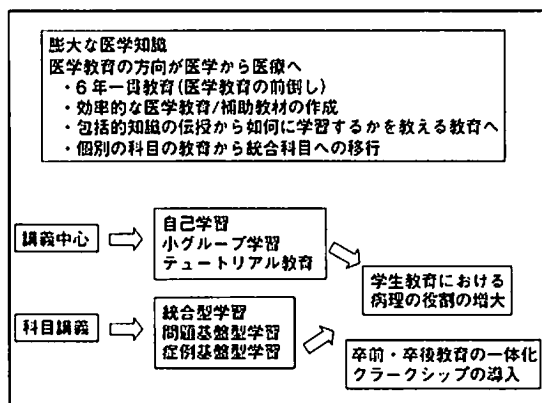 膨大な医学知識
医学教育の方向が医学から医療へ
・6年一貫教育(医学教育の前倒し)
・効率的な医学教育/補助教材の作成
・包括的知識の伝授から如何に学習するかを教える教育へ
・個別の科目の教育から統合科目への移行
講義中心
自己学習
小グループ学習
テュートリアル教育
学生教育における
病理の役割の増大
科目講義
統合型学習
問題基盤型学習
症例基盤型学習
卒前・卒後教育の一体化
クラークシップの導入